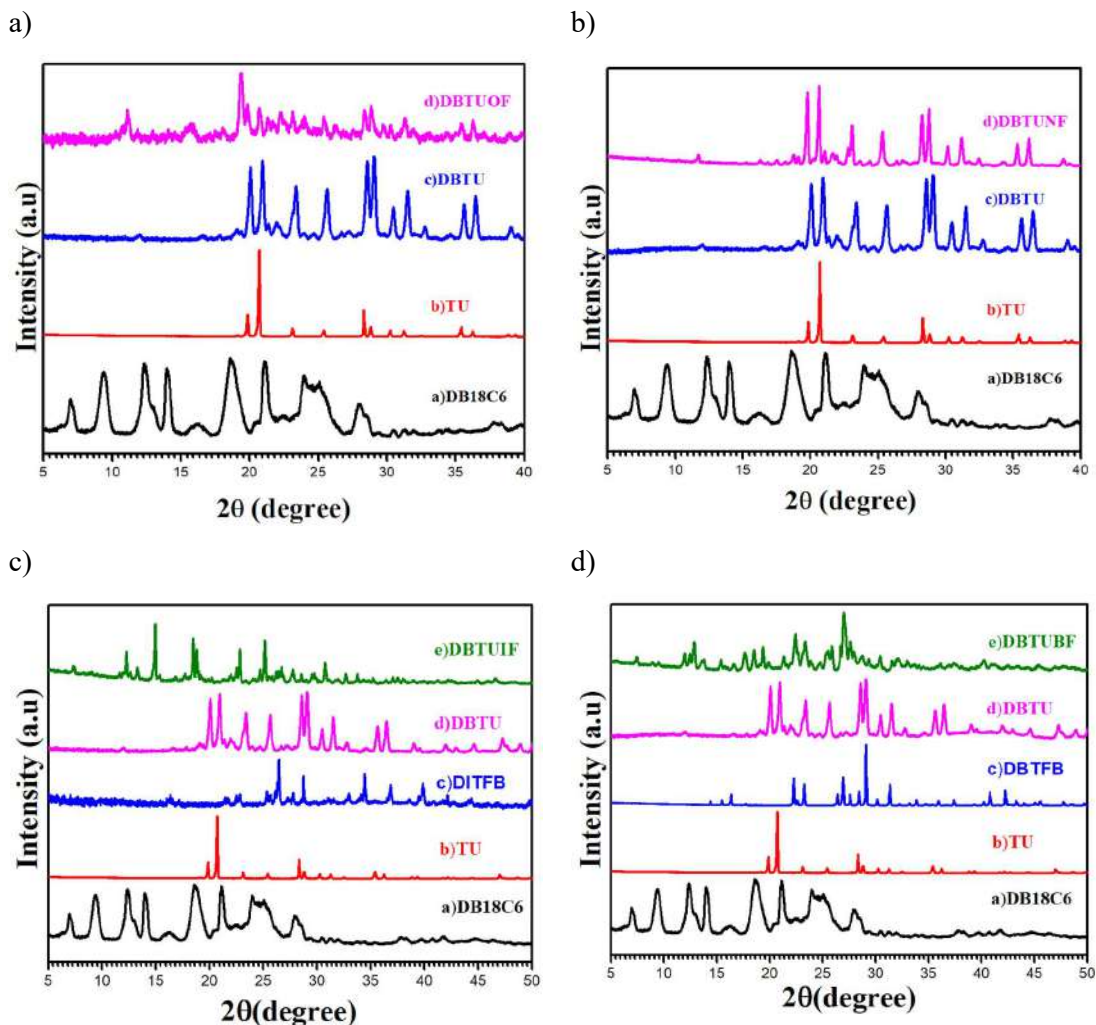 a)
b)
Intensity (a.u)
d)DBTUOF
c)DBTU
b)TU
a)DB18C6
5 10 15 20 25 30 35 40
2θ (degree)
Intensity (a.u)
d)DBTUNF
c)DBTU
b)TU
a)DB18C6
5 10 15 20 25 30 35 40
2θ (degree)
c)
d)
Intensity (a.u)
e)DBTUIF
d)DBTU
c)DITFB
b)TU
a)DB18C6
5 10 15 20 25 30 35 40 45 50
2θ(degree)
Intensity (a.u)
e)DBTUBF
d)DBTU
c)DBTFB
b)TU
a)DB18C6
5 10 15 20 25 30 35 40 45 50
2θ(degree)